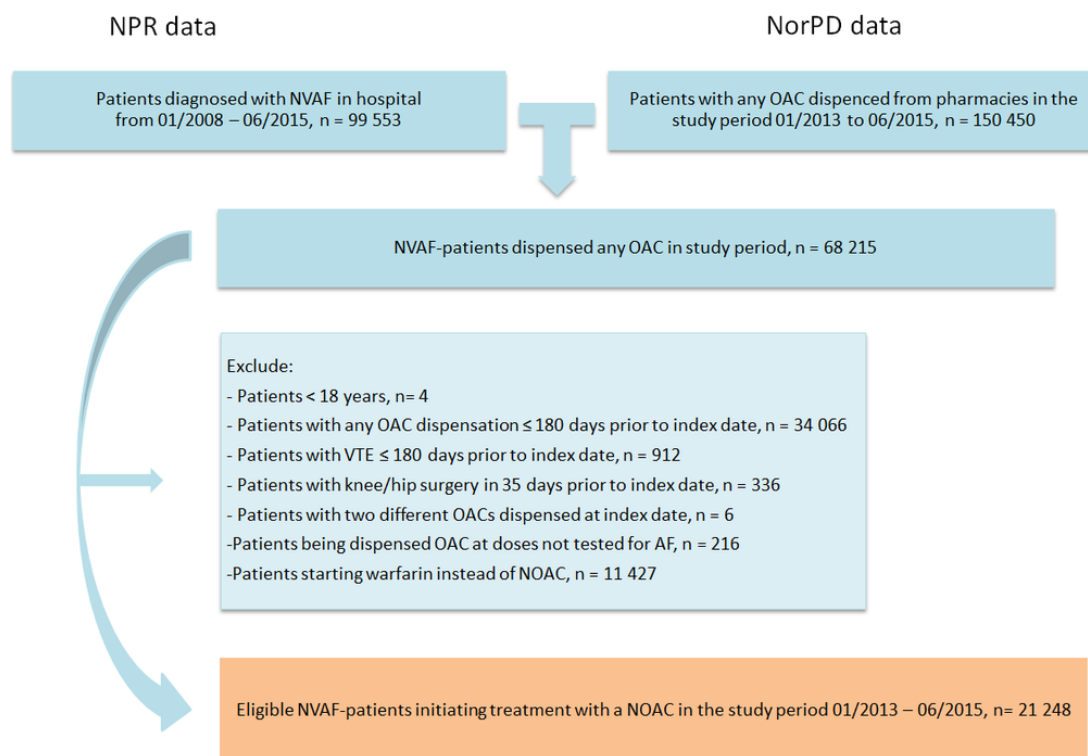 NPR data
NorPD data
Patients diagnosed with NVAF in hospital
from 01/2008 – 06/2015, n = 99 553
Patients with any OAC dispenced from pharmacies in the
study period 01/2013 to 06/2015, n = 150 450
NVAF-patients dispensed any OAC in study period, n = 68 215
Exclude:
- Patients < 18 years, n= 4
- Patients with any OAC dispensation ≤ 180 days prior to index date, n = 34 066
- Patients with VTE ≤ 180 days prior to index date, n = 912
- Patients with knee/hip surgery in 35 days prior to index date, n = 336
- Patients with two different OACs dispensed at index date, n = 6
-Patients being dispensed OAC at doses not tested for AF, n = 216
-Patients starting warfarin instead of NOAC, n = 11 427
Eligible NVAF-patients initiating treatment with a NOAC in the study period 01/2013 – 06/2015, n= 21 248